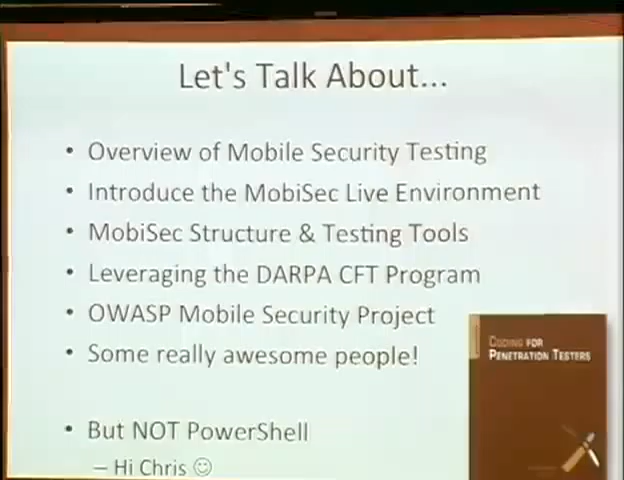 Let's Talk About...
• Overview of Mobile Security Testing
• Introduce the MobiSec Live Environment
• MobiSec Structure & Testing Tools
• Leveraging the DARPA CFT Program
• OWASP Mobile Security Project
• Some really awesome people!
CODING FOR
PENETRATION TESTERS
• But NOT PowerShell
– Hi Chris ☺